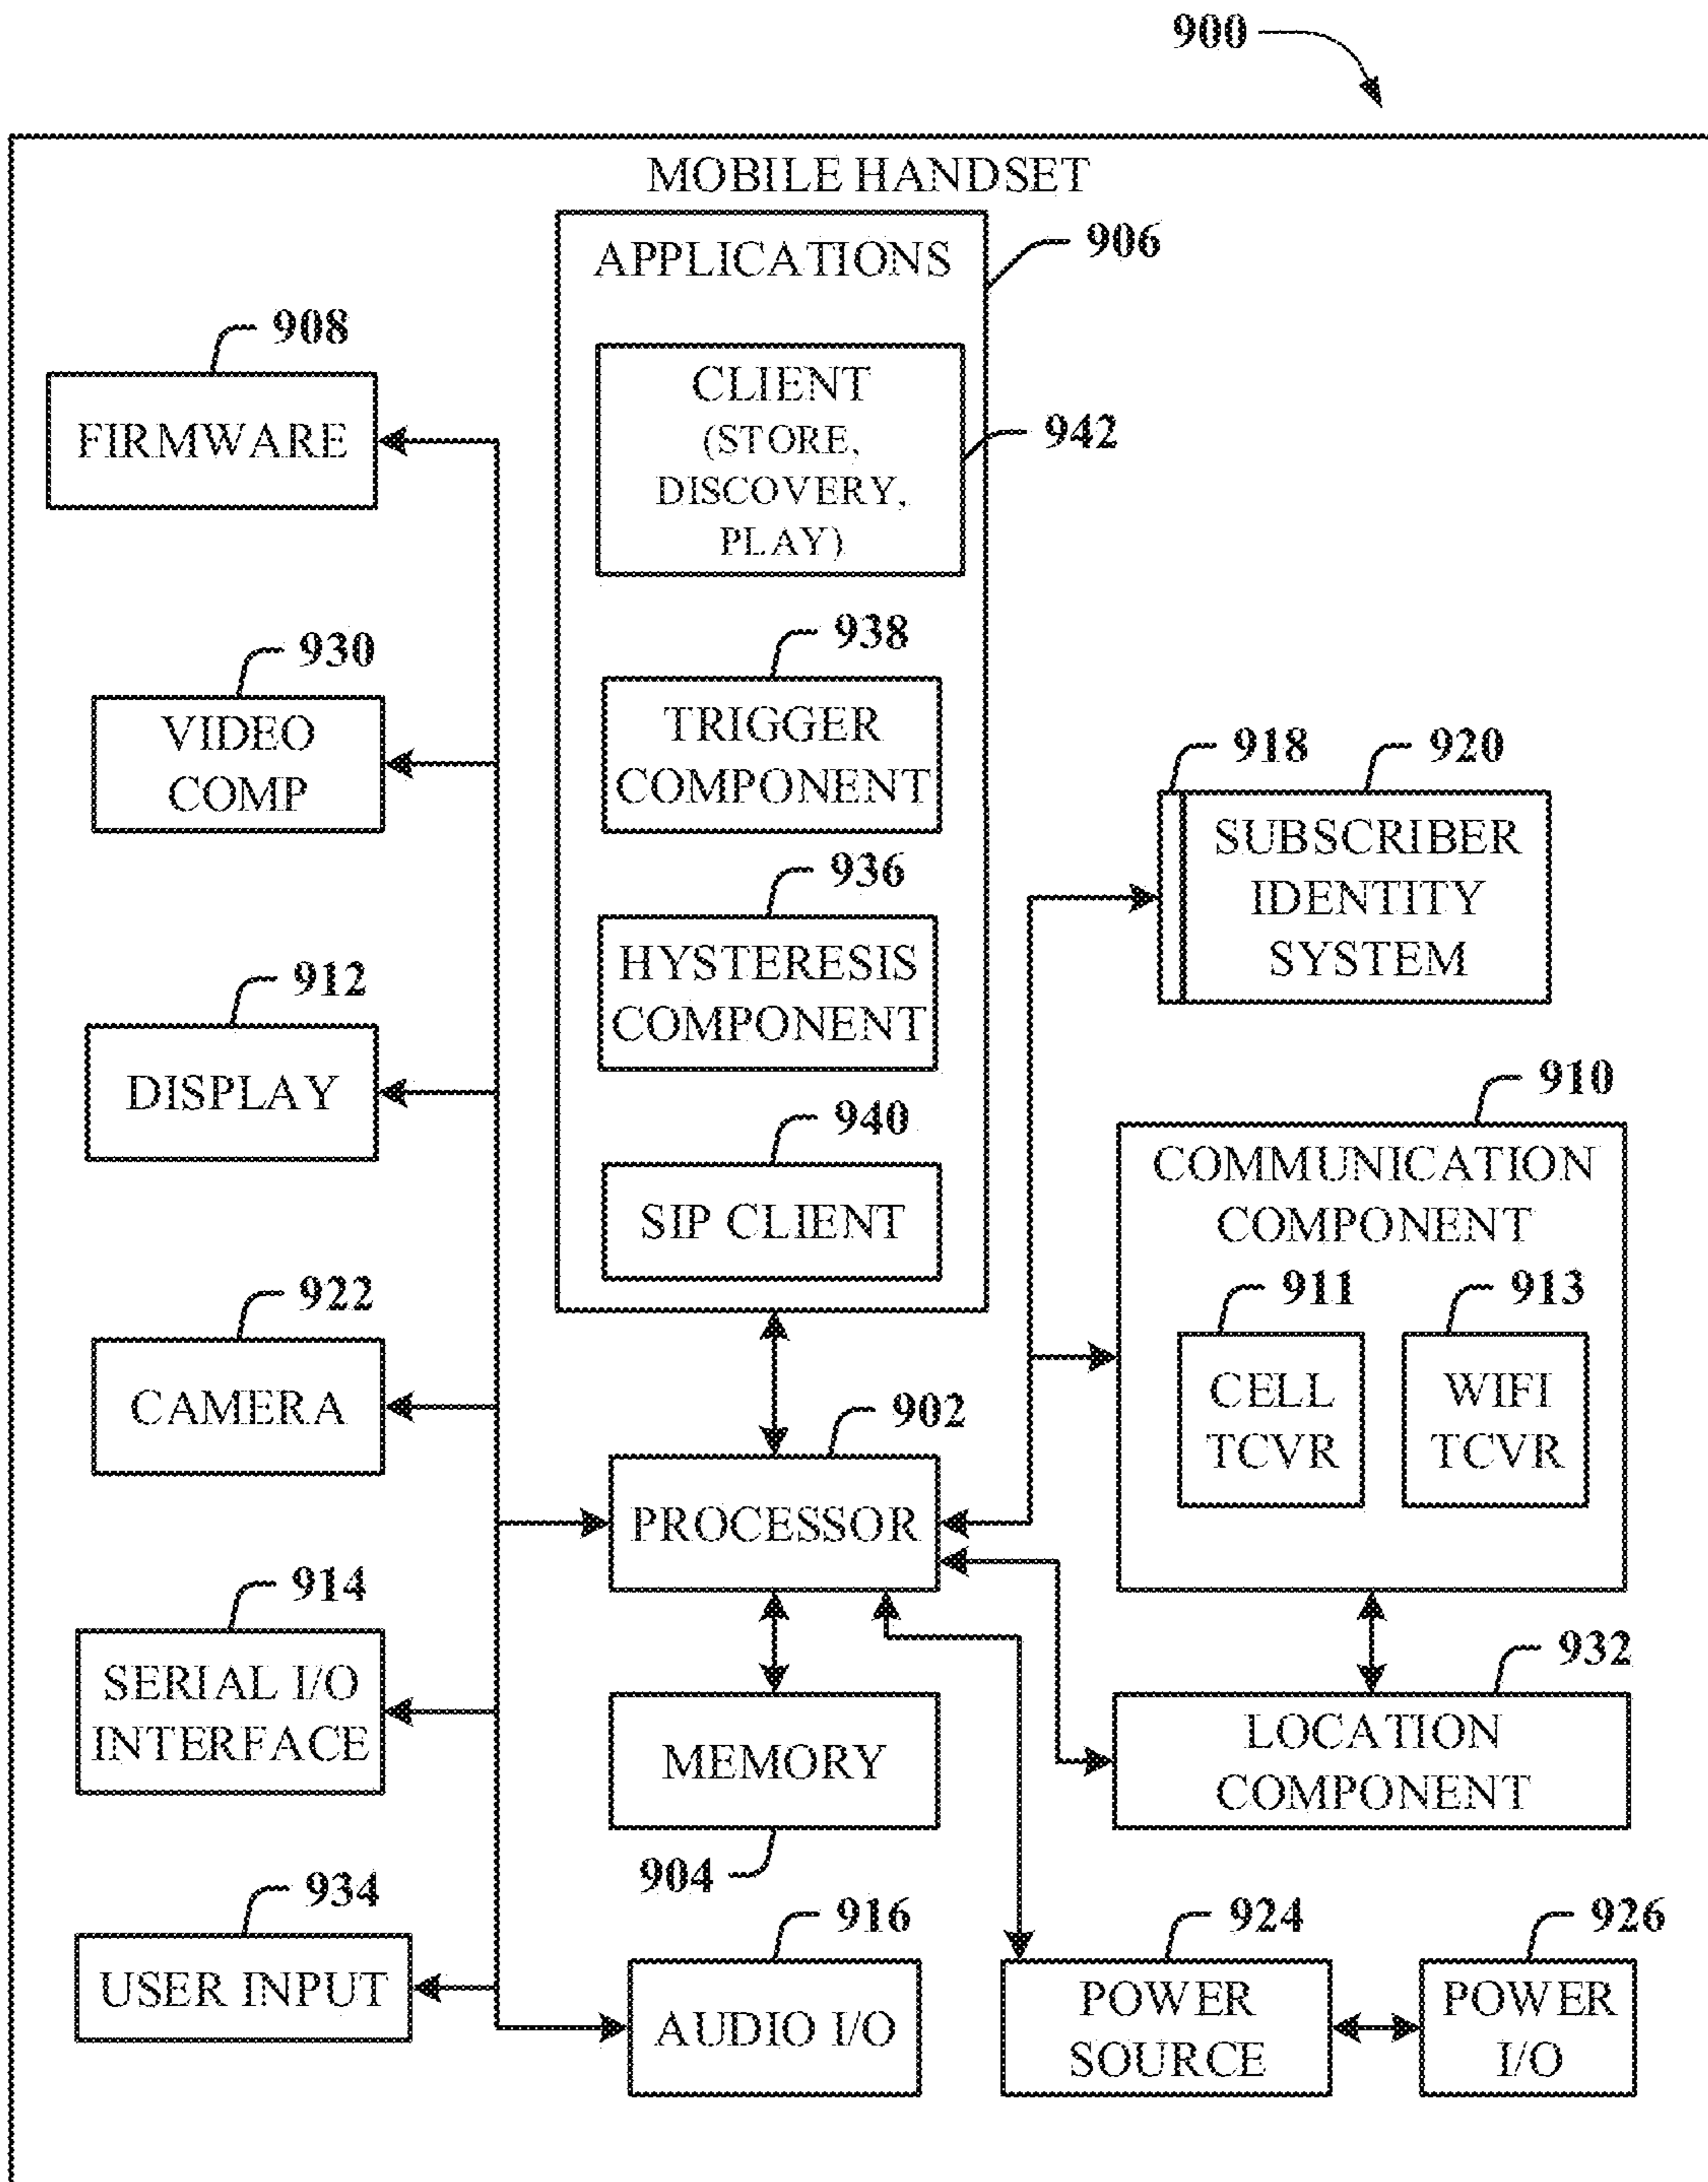 900
MOBILE HANDSET
906
APPLICATIONS
908
FIRMWARE
CLIENT
(STORE,
DISCOVERY,
PLAY)
942
930
VIDEO
COMP
938
TRIGGER
COMPONENT
918
920
SUBSCRIBER
IDENTITY
SYSTEM
936
HYSTERESIS
COMPONENT
912
DISPLAY
940
SIP CLIENT
910
COMMUNICATION
COMPONENT
911
CELL
TCVR
913
WIFI
TCVR
922
CAMERA
902
PROCESSOR
914
SERIAL I/O
INTERFACE
MEMORY
904
932
LOCATION
COMPONENT
934
USER INPUT
916
AUDIO I/O
924
POWER
SOURCE
926
POWER
I/O